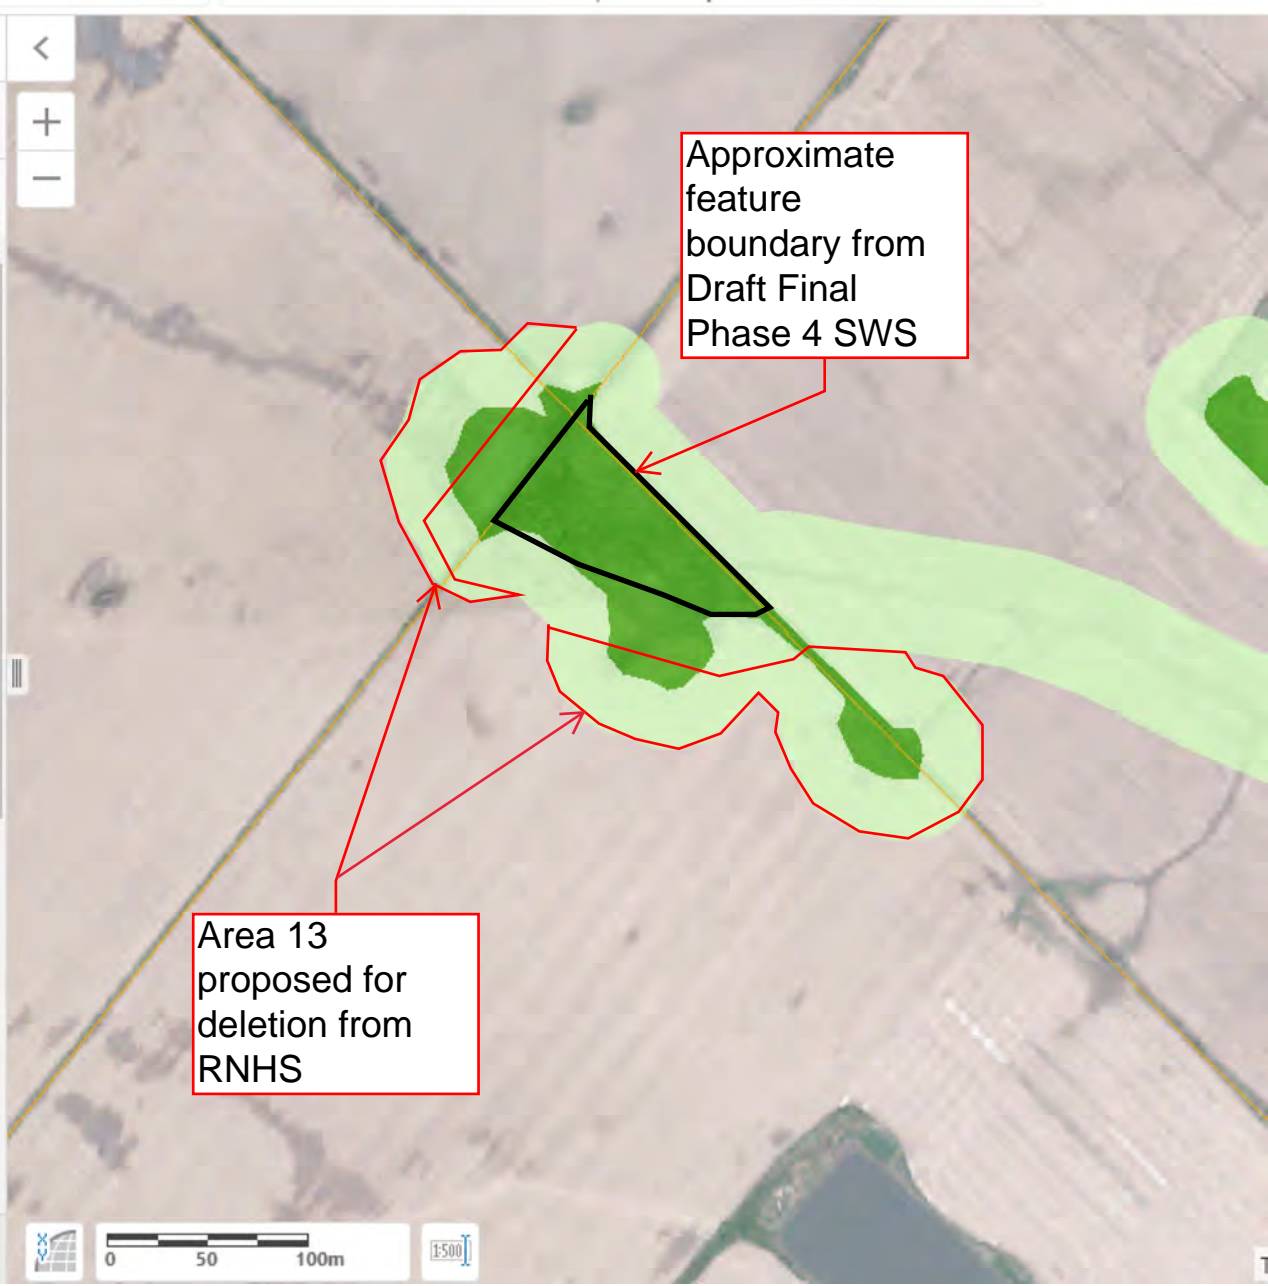 Approximate
feature
boundary from
Draft Final
Phase 4 SWS
Area 13
proposed for
deletion from
RNHS
XY
0 50 100m
1:500